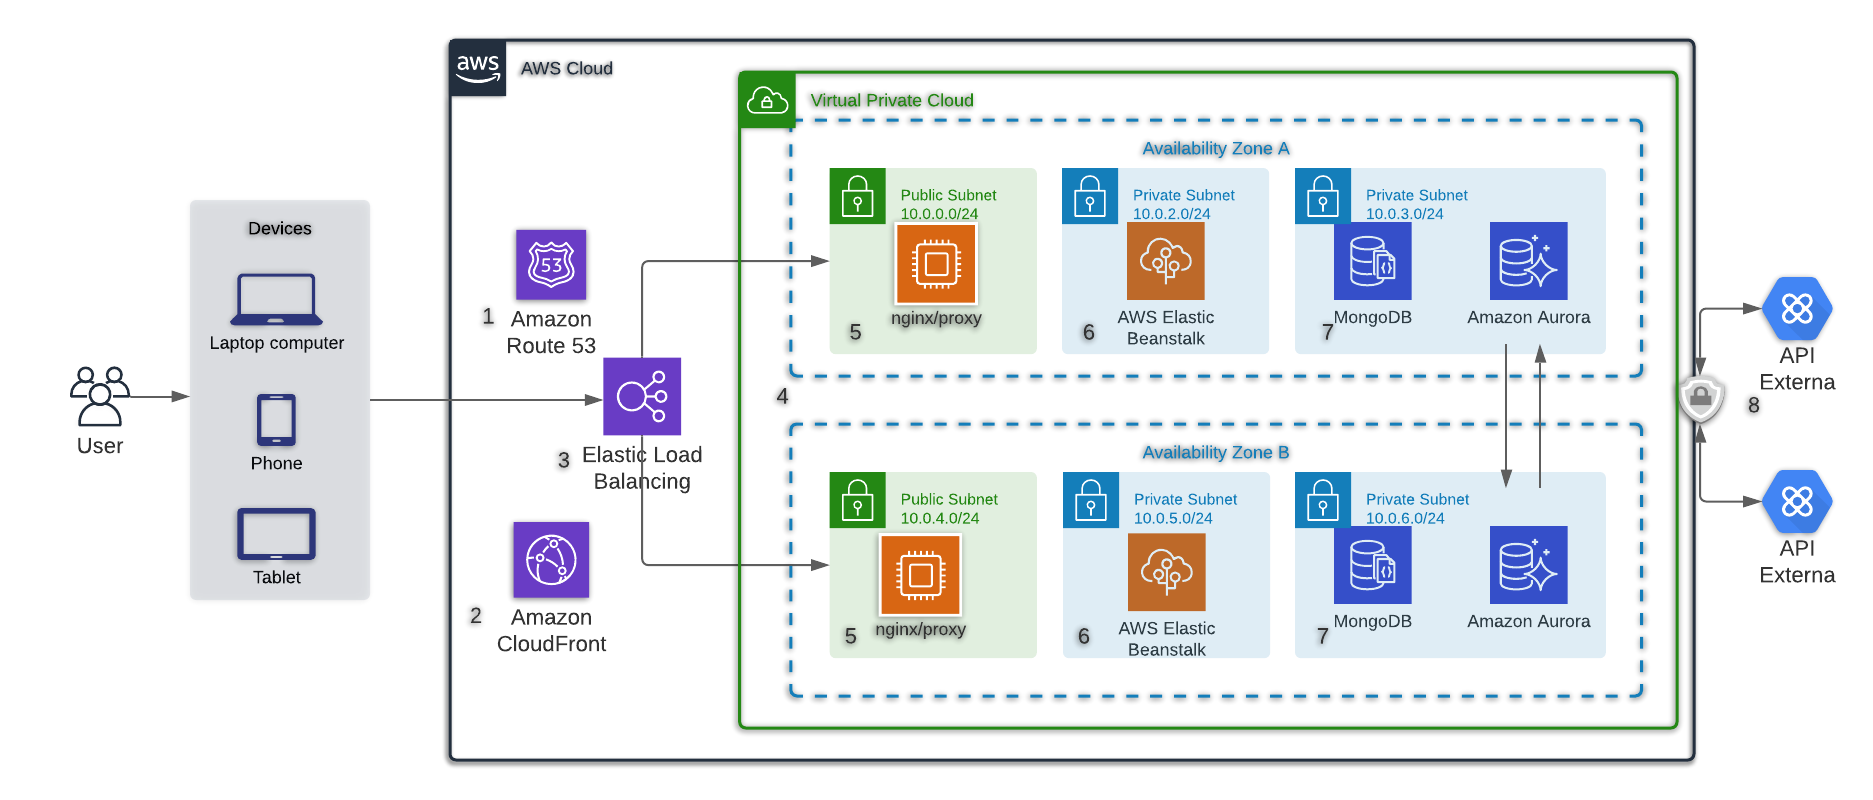 aws
AWS Cloud
Virtual Private Cloud
Availability Zone A
Public Subnet
10.0.0.0/24
nginx/proxy
5
Private Subnet
10.0.2.0/24
AWS Elastic
Beanstalk
6
Private Subnet
10.0.3.0/24
MongoDB
Amazon Aurora
7
Devices
Laptop computer
Phone
Tablet
User
53
1
Amazon
Route 53
3
Elastic Load
Balancing
2
Amazon
CloudFront
4
Availability Zone B
Public Subnet
10.0.4.0/24
nginx/proxy
5
Private Subnet
10.0.5.0/24
AWS Elastic
Beanstalk
6
Private Subnet
10.0.6.0/24
MongoDB
Amazon Aurora
7
API
Externa
8
API
Externa